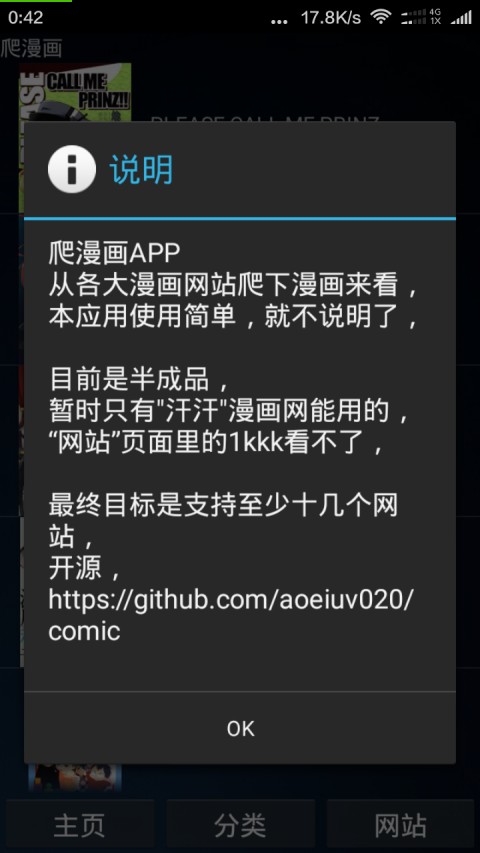 0:42
... 17.8K/s 4G 1X
爬漫画
CALL ME
PRINZ!!
PLEASE CALL ME PRINZ
说明
爬漫画APP
从各大漫画网站爬下漫画来看，
本应用使用简单，就不说明了，
目前是半成品，
暂时只有"汗汗"漫画网能用的，
“网站”页面里的1kkk看不了，
最终目标是支持至少十几个网
站，
开源，
https://github.com/aoeiuv020/
comic
OK
主页
分类
网站